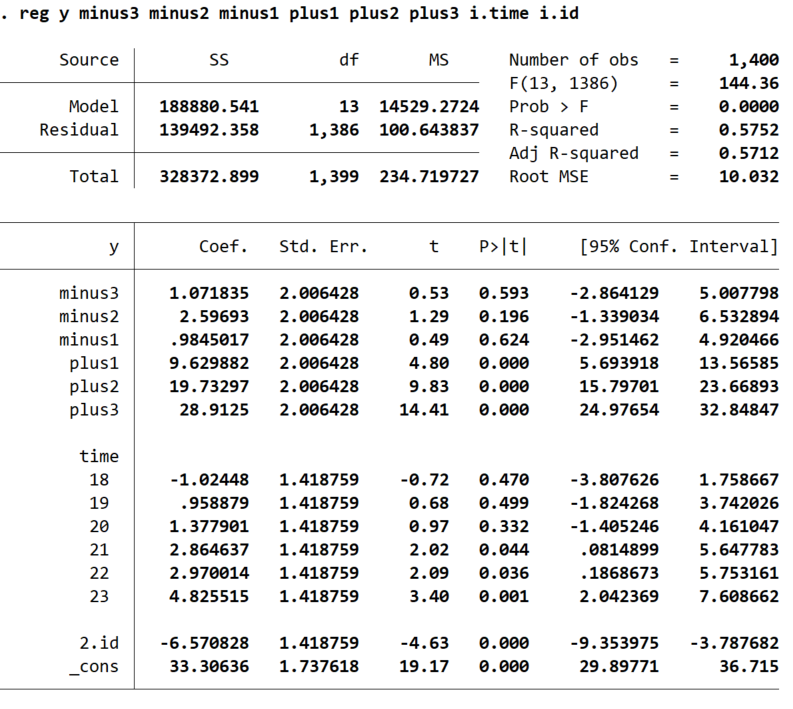 . reg y minus3 minus2 minus1 plus1 plus2 plus3 i.time i.id
Source SS df MS Number of obs = 1,400
F(13, 1386) = 144.36
Model 188880.541 13 14529.2724 Prob > F = 0.0000
Residual 139492.358 1,386 100.643837 R-squared = 0.5752
Adj R-squared = 0.5712
Total 328372.899 1,399 234.719727 Root MSE = 10.032
y Coef. Std. Err. t P>|t| [95% Conf. Interval]
minus3 1.071835 2.006428 0.53 0.593 -2.864129 5.007798
minus2 2.59693 2.006428 1.29 0.196 -1.339034 6.532894
minus1 .9845017 2.006428 0.49 0.624 -2.951462 4.920466
plus1 9.629882 2.006428 4.80 0.000 5.693918 13.56585
plus2 19.73297 2.006428 9.83 0.000 15.79701 23.66893
plus3 28.9125 2.006428 14.41 0.000 24.97654 32.84847
time
18 -1.02448 1.418759 -0.72 0.470 -3.807626 1.758667
19 .958879 1.418759 0.68 0.499 -1.824268 3.742026
20 1.377901 1.418759 0.97 0.332 -1.405246 4.161047
21 2.864637 1.418759 2.02 0.044 .0814899 5.647783
22 2.970014 1.418759 2.09 0.036 .1868673 5.753161
23 4.825515 1.418759 3.40 0.001 2.042369 7.608662
2.id -6.570828 1.418759 -4.63 0.000 -9.353975 -3.787682
_cons 33.30636 1.737618 19.17 0.000 29.89771 36.715